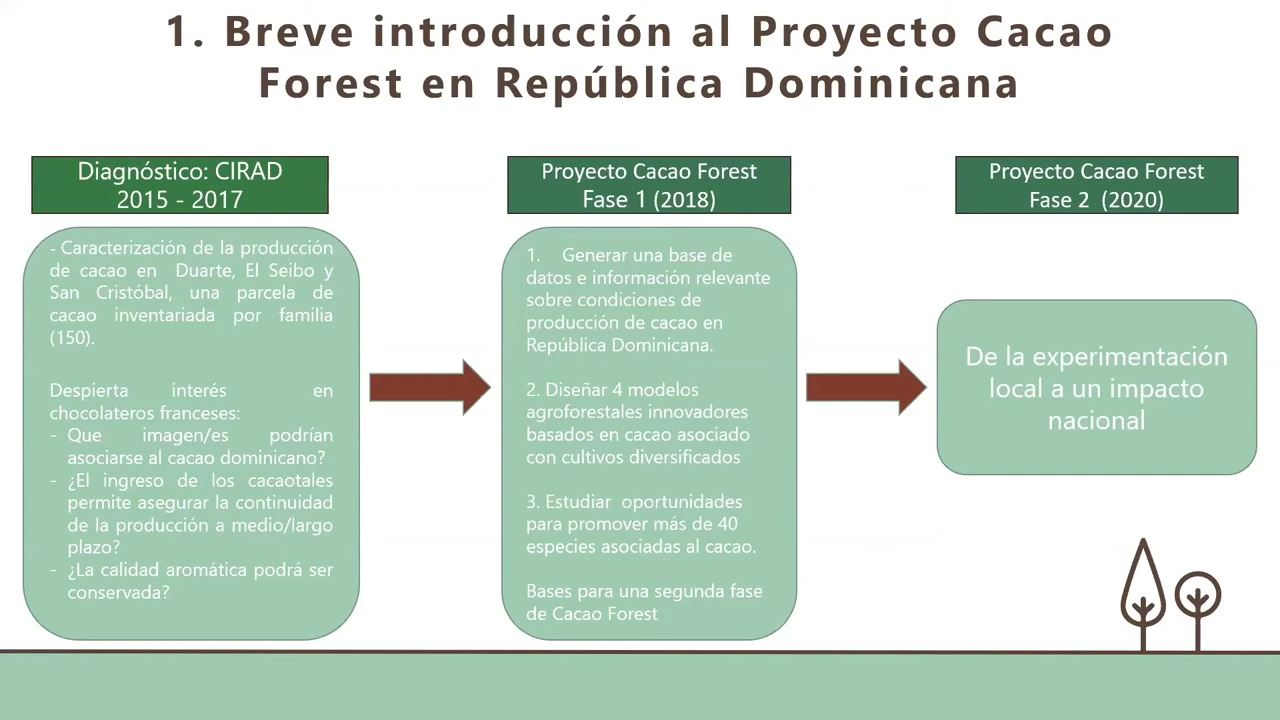 1. Breve introducción al Proyecto Cacao
Forest en República Dominicana
Diagnóstico: CIRAD
2015 - 2017
- Caracterización de la producción
de cacao en Duarte, El Seibo y
San Cristóbal, una parcela de
cacao inventariada por familia
(150).
Despierta interés en
chocolateros franceses:
- Que imagen/es podrían
asociarse al cacao dominicano?
- ¿El ingreso de los cacaotales
permite asegurar la continuidad
de la producción a medio/largo
plazo?
- ¿La calidad aromática podrá ser
conservada?
Proyecto Cacao Forest
Fase 1 (2018)
1. Generar una base de
datos e información relevante
sobre condiciones de
producción de cacao en
República Dominicana.
2. Diseñar 4 modelos
agroforestales innovadores
basados en cacao asociado
con cultivos diversificados
3. Estudiar oportunidades
para promover más de 40
especies asociadas al cacao.
Bases para una segunda fase
de Cacao Forest
Proyecto Cacao Forest
Fase 2 (2020)
De la experimentación
local a un impacto
nacional